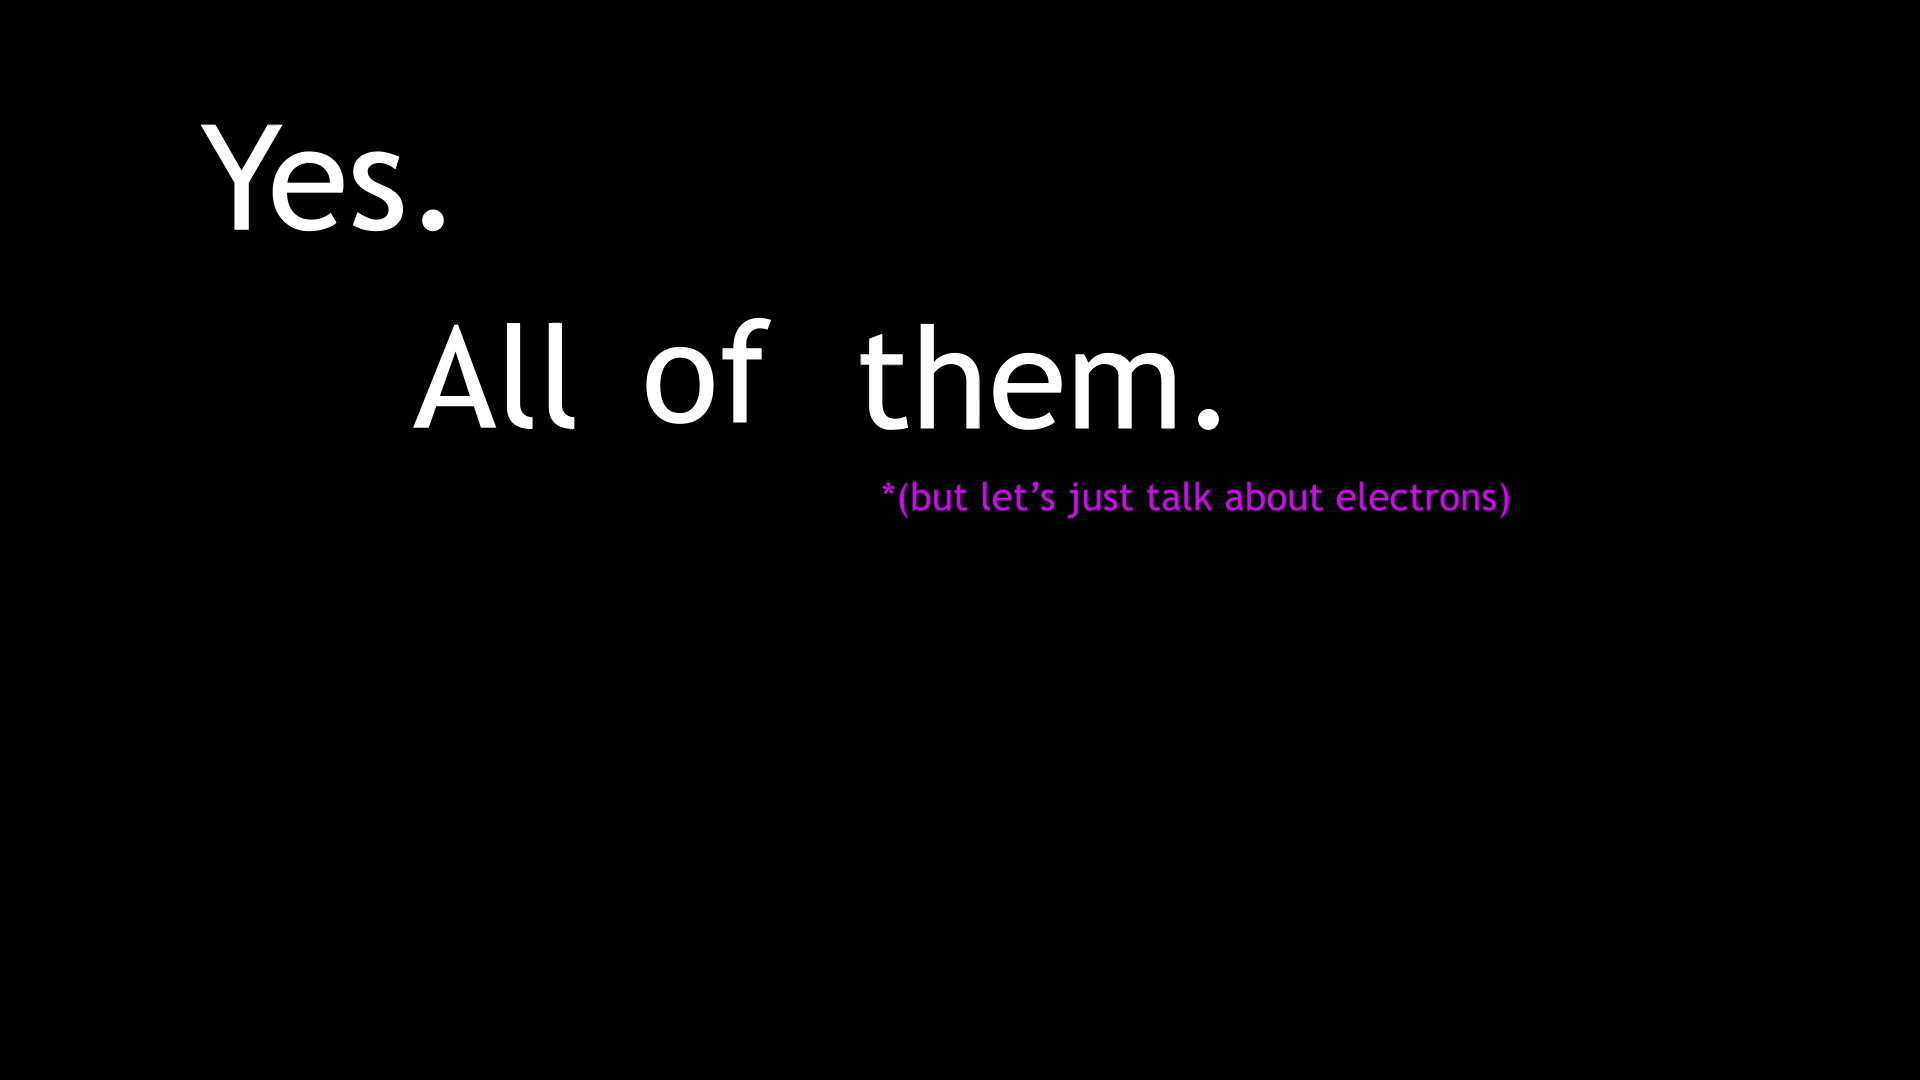 Yes.
All of them.
*(but let’s just talk about electrons)